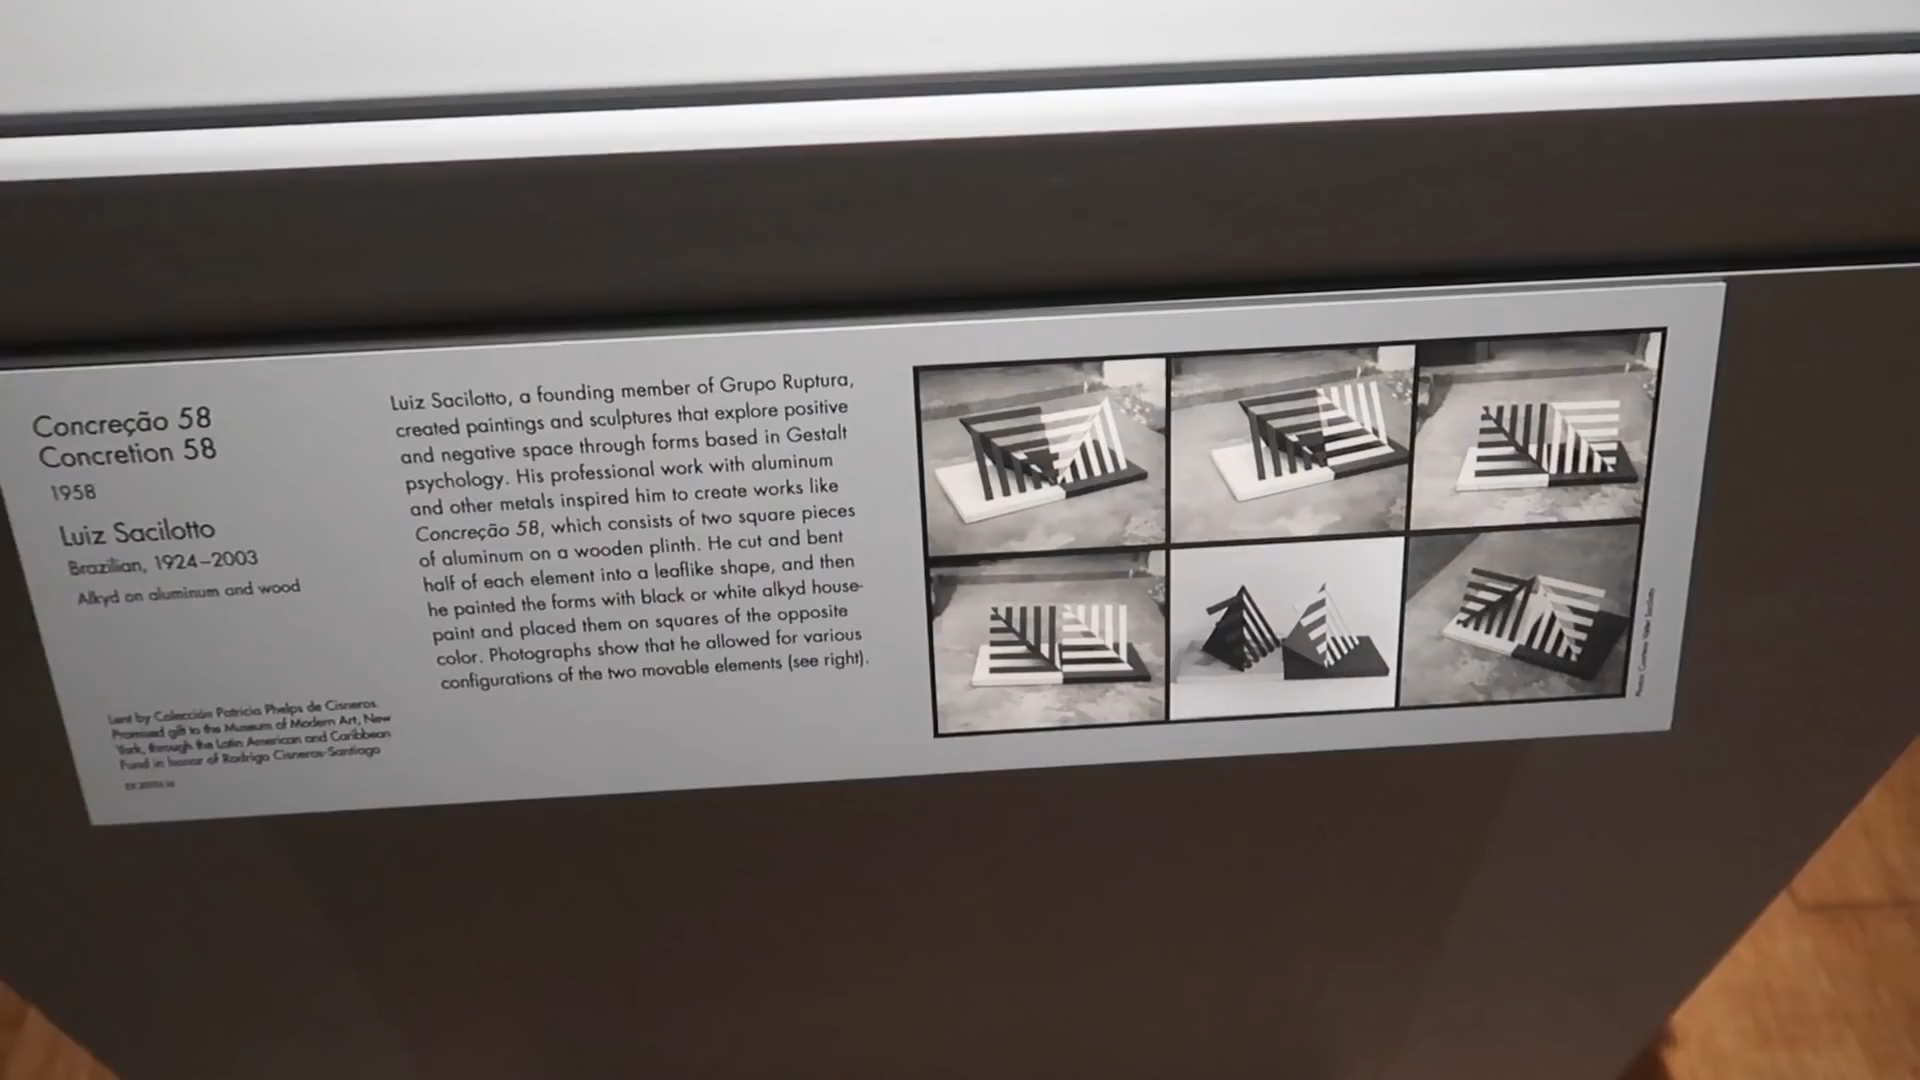 Concreção 58
Concretion 58
1958
Luiz Sacilotto
Brazilian, 1924–2003
Alkyd on aluminum and wood
Lent by Colección Patricia Phelps de Cisneros.
Promised gift to the Museum of Modern Art, New
York, through the Latin American and Caribbean
Fund in honor of Rodrigo Cisneros-Santiago
Luiz Sacilotto, a founding member of Grupo Ruptura,
created paintings and sculptures that explore positive
and negative space through forms based in Gestalt
psychology. His professional work with aluminum
and other metals inspired him to create works like
Concreção 58, which consists of two square pieces
of aluminum on a wooden plinth. He cut and bent
half of each element into a leaflike shape, and then
he painted the forms with black or white alkyd house-
paint and placed them on squares of the opposite
color. Photographs show that he allowed for various
configurations of the two movable elements (see right).